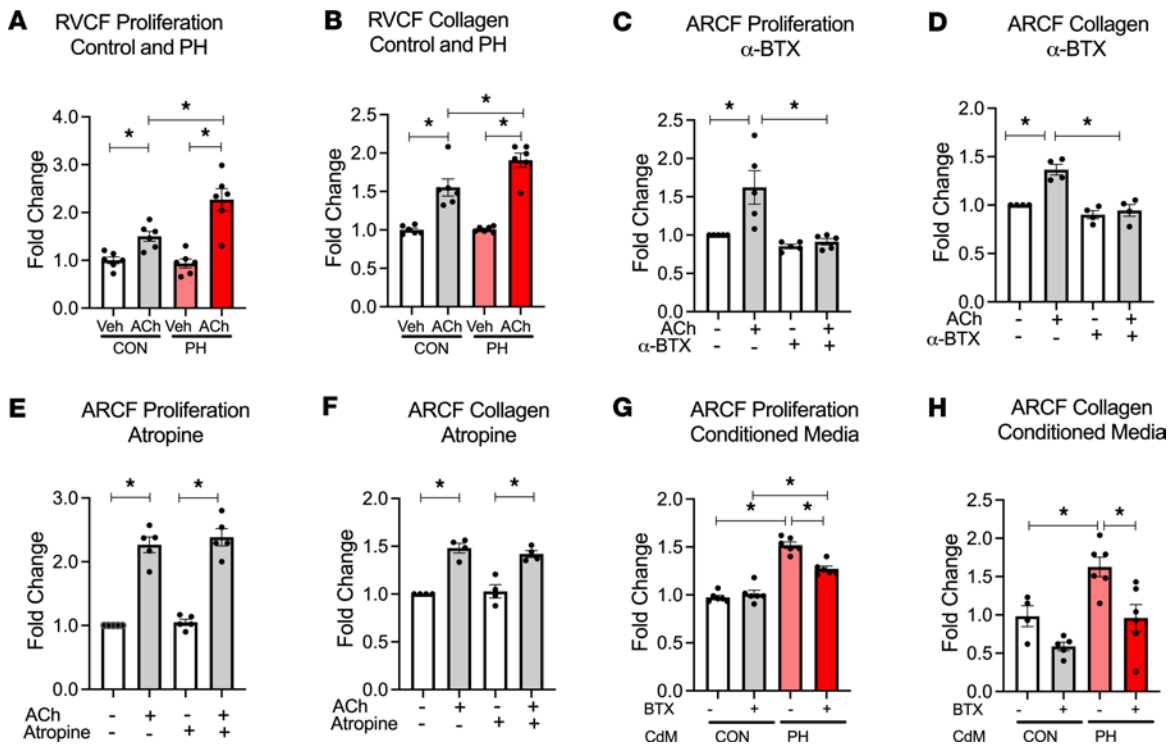 A RVCF Proliferation
Control and PH
* * *
Fold Change
4.0
3.0
2.0
1.0
0.0
Veh ACh Veh ACh
CON PH
B RVCF Collagen
Control and PH
* * *
Fold Change
2.5
2.0
1.5
1.0
0.5
0.0
Veh ACh Veh ACh
CON PH
C ARCF Proliferation
α-BTX
* *
Fold Change
2.5
2.0
1.5
1.0
0.5
0.0
ACh - + - +
α-BTX - - + +
D ARCF Collagen
α-BTX
* *
Fold Change
2.0
1.5
1.0
0.5
0.0
ACh - + - +
α-BTX - - + +
E ARCF Proliferation
Atropine
* *
Fold Change
3.0
2.0
1.0
0.0
ACh - + - +
Atropine - - + +
F ARCF Collagen
Atropine
* *
Fold Change
2.0
1.5
1.0
0.5
0.0
ACh - + - +
Atropine - - + +
G ARCF Proliferation
Conditioned Media
* * *
Fold Change
2.0
1.5
1.0
0.5
0.0
BTX - + - +
CdM CON PH
H ARCF Collagen
Conditioned Media
* *
Fold Change
2.5
2.0
1.5
1.0
0.5
0.0
BTX - + - +
CdM CON PH